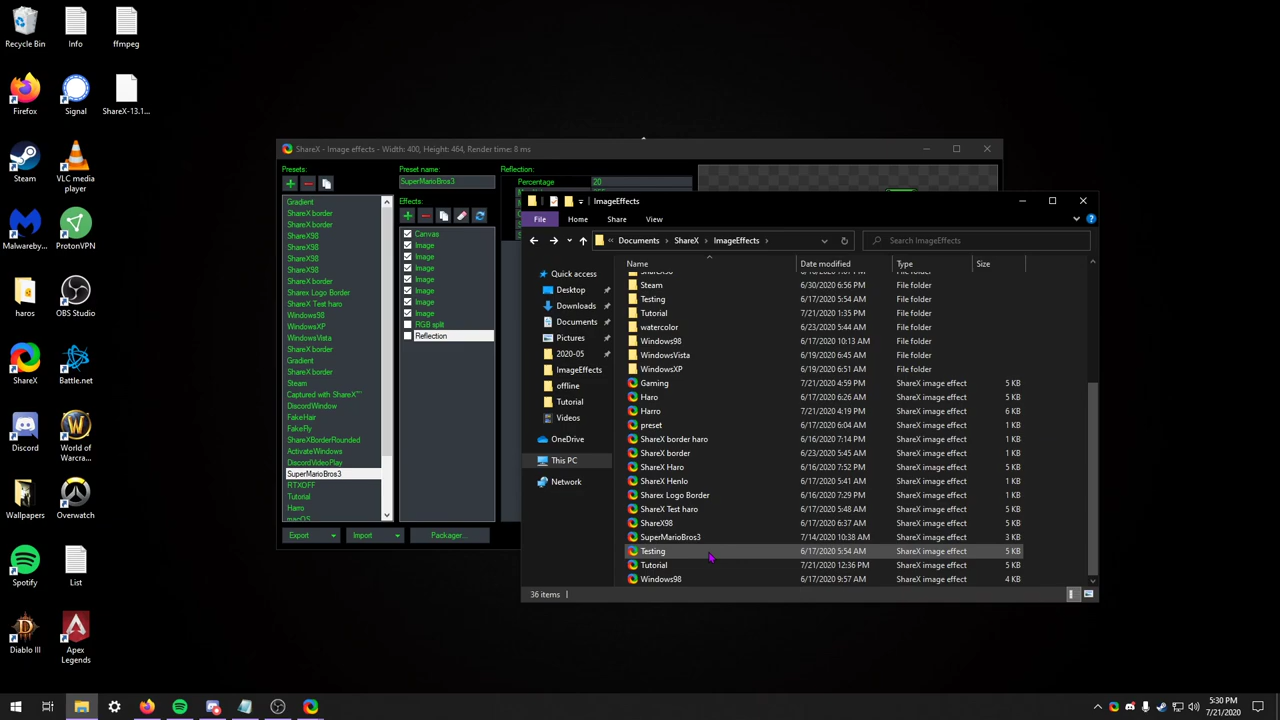 Recycle Bin
Info
ffmpeg
Firefox
Signal
ShareX-13.1...
Steam
VLC media
player
Malwareby...
ProtonVPN
haros
OBS Studio
ShareX
Battle.net
Discord
World of
Warcra...
Wallpapers
Overwatch
Spotify
List
Diablo III
Apex
Legends
ShareX - Image effects - Width: 400, Height: 464, Render time: 8 ms
Presets:
Gradient
ShareX border
ShareX border
ShareX98
ShareX98
ShareX98
ShareX98
ShareX border
Sharex Logo Border
ShareX Test haro
Windows98
WindowsXP
WindowsVista
ShareX border
Gradient
ShareX border
Steam
Captured with ShareX™
DiscordWindow
FakeHair
FakeFly
ShareXBorderRounded
ActivateWindows
DiscordVideoPlay
SuperMarioBros3
RTXOFF
Tutorial
Harro
macOS
Export
Import
Packager...
Preset name:
SuperMarioBros3
Effects:
Canvas
Image
Image
Image
Image
Image
Image
Image
RGB split
Reflection
Reflection:
Percentage
20
ImageEffects
File
Home
Share
View
Documents
ShareX
ImageEffects
Search ImageEffects
Quick access
Desktop
Downloads
Documents
Pictures
2020-05
ImageEffects
offline
Tutorial
Videos
OneDrive
This PC
Network
Name Date modified Type Size
Steam 6/30/2020 6:56 PM File folder
Testing 6/17/2020 5:54 AM File folder
Tutorial 7/21/2020 5:13 PM File folder
watercolor 6/23/2020 5:44 AM File folder
Windows98 6/17/2020 10:13 AM File folder
WindowsVista 6/19/2020 6:45 AM File folder
WindowsXP 6/19/2020 6:51 AM File folder
Gaming 7/21/2020 4:59 PM ShareX image effect 5 KB
Haro 6/17/2020 6:26 AM ShareX image effect 5 KB
Harro 7/21/2020 4:19 PM ShareX image effect 6 KB
preset 6/17/2020 6:04 AM ShareX image effect 1 KB
ShareX border haro 6/16/2020 7:14 PM ShareX image effect 1 KB
ShareX border 6/23/2020 5:45 AM ShareX image effect 1 KB
ShareX Haro 6/16/2020 7:52 PM ShareX image effect 5 KB
ShareX Henlo 6/17/2020 5:41 AM ShareX image effect 5 KB
Sharex Logo Border 6/16/2020 7:29 PM ShareX image effect 1 KB
ShareX Test haro 6/17/2020 5:48 AM ShareX image effect 5 KB
ShareX98 6/17/2020 6:37 AM ShareX image effect 5 KB
SuperMarioBros3 7/14/2020 10:38 AM ShareX image effect 3 KB
Testing 6/17/2020 5:54 AM ShareX image effect 5 KB
Tutorial 7/21/2020 12:36 PM ShareX image effect 5 KB
Windows98 6/17/2020 9:57 AM ShareX image effect 4 KB
36 items
5:30 PM
7/21/2020